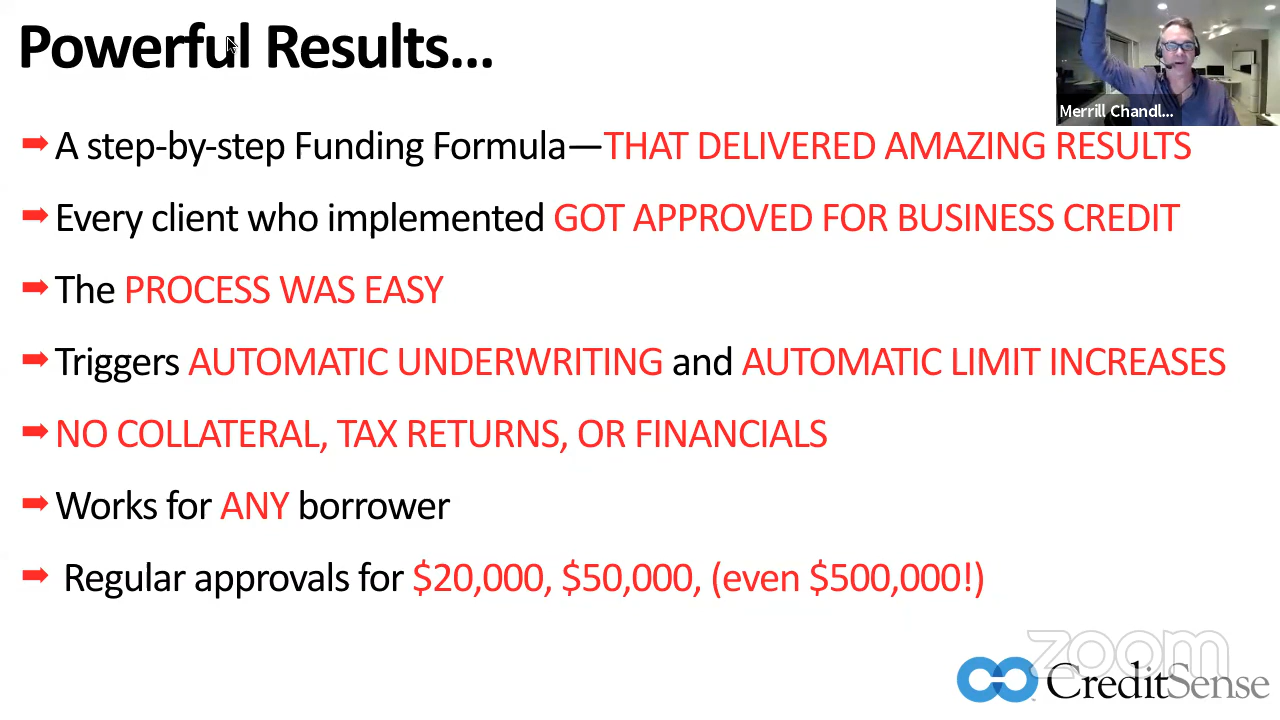 Powerful Results...
Merrill Chandl...
A step-by-step Funding Formula—THAT DELIVERED AMAZING RESULTS
Every client who implemented GOT APPROVED FOR BUSINESS CREDIT
The PROCESS WAS EASY
Triggers AUTOMATIC UNDERWRITING and AUTOMATIC LIMIT INCREASES
NO COLLATERAL, TAX RETURNS, OR FINANCIALS
Works for ANY borrower
Regular approvals for $20,000, $50,000, (even $500,000!)
zoom
CreditSense